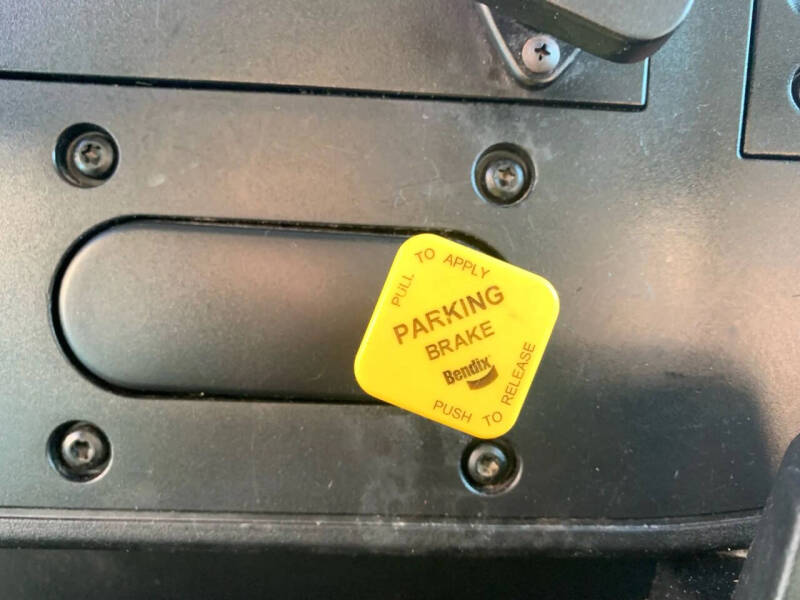 PULL TO APPLY
PARKING
BRAKE
Bendix
PUSH TO RELEASE